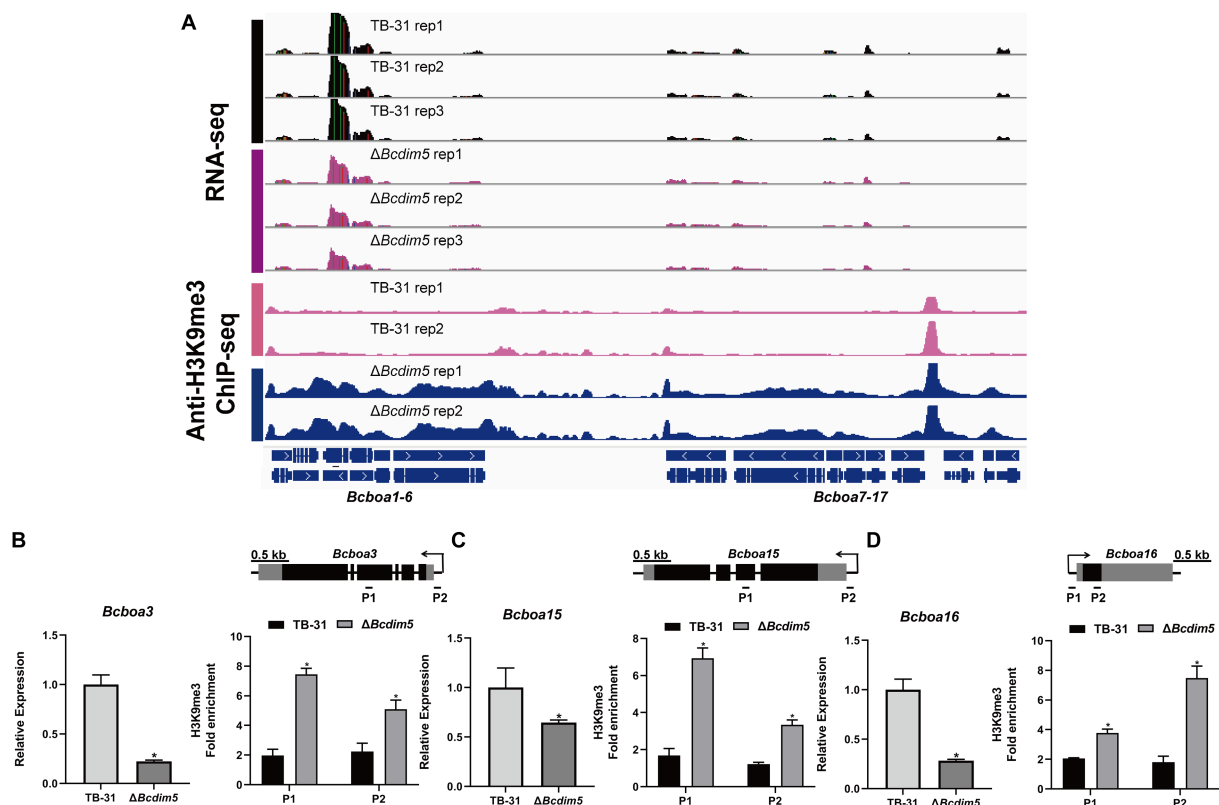 A
RNA-seq
TB-31 rep1
TB-31 rep2
TB-31 rep3
ΔBcdim5 rep1
ΔBcdim5 rep2
ΔBcdim5 rep3
Anti-H3K9me3
ChIP-seq
TB-31 rep1
TB-31 rep2
ΔBcdim5 rep1
ΔBcdim5 rep2
Bcboa1-6
Bcboa7-17
B
0.5 kb
Bcboa3
P1
P2
Bcboa3
Relative Expression
1.5
1.0
0.5
0.0
*
TB-31
ΔBcdim5
TB-31
ΔBcdim5
H3K9me3
Fold enrichment
10
8
6
4
2
0
*
*
P1
P2
C
0.5 kb
Bcboa15
P1
P2
Bcboa15
Relative Expression
1.5
1.0
0.5
0.0
*
TB-31
ΔBcdim5
TB-31
ΔBcdim5
H3K9me3
Fold enrichment
8
6
4
2
0
*
*
P1
P2
D
Bcboa16
0.5 kb
P1
P2
Bcboa16
Relative Expression
1.5
1.0
0.5
0.0
*
TB-31
ΔBcdim5
TB-31
ΔBcdim5
H3K9me3
Fold enrichment
10
8
6
4
2
0
*
*
P1
P2